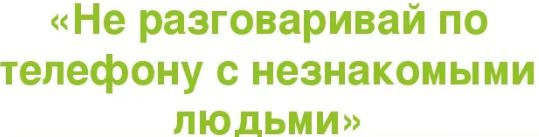 «Не разговаривай по
телефону с незнакомыми
людьми»